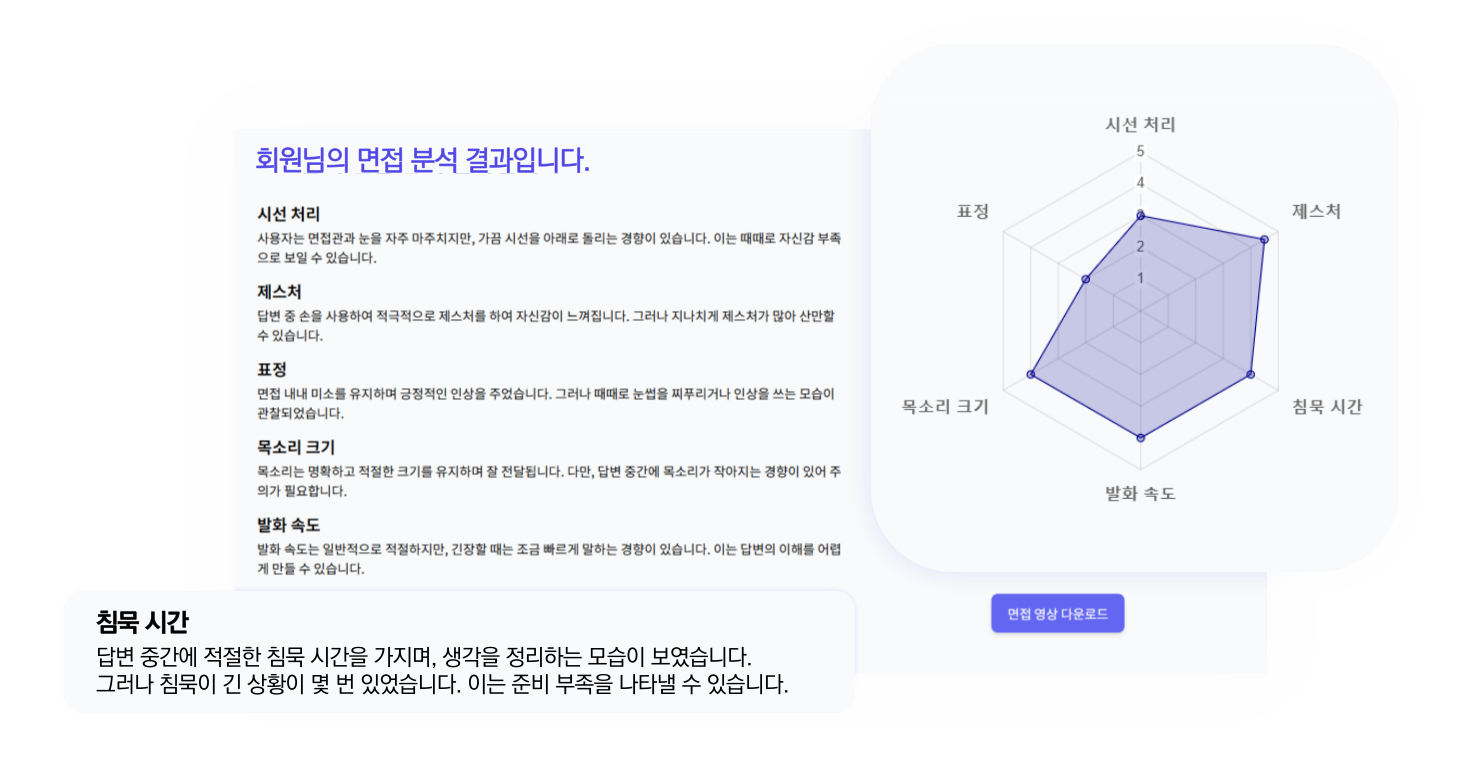 회원님의 면접 분석 결과입니다.
시선 처리
사용자는 면접관과 눈을 자주 마주치지만, 가끔 시선을 아래로 돌리는 경향이 있습니다. 이는 때때로 자신감 부족
으로 보일 수 있습니다.
제스처
답변 중 손을 사용하여 적극적으로 제스처를 하여 자신감이 느껴집니다. 그러나 지나치게 제스처가 많아 산만할
수 있습니다.
표정
면접 내내 미소를 유지하며 긍정적인 인상을 주었습니다. 그러나 때때로 눈썹을 찌푸리거나 인상을 쓰는 모습이
관찰되었습니다.
목소리 크기
목소리는 명확하고 적절한 크기를 유지하며 잘 전달됩니다. 다만, 답변 중간에 목소리가 작아지는 경향이 있어 주
의가 필요합니다.
발화 속도
발화 속도는 일반적으로 적절하지만, 긴장할 때는 조금 빠르게 말하는 경향이 있습니다. 이는 답변의 이해를 어렵
게 만들 수 있습니다.
침묵 시간
답변 중간에 적절한 침묵 시간을 가지며, 생각을 정리하는 모습이 보였습니다.
그러나 침묵이 긴 상황이 몇 번 있었습니다. 이는 준비 부족을 나타낼 수 있습니다.
시선 처리
5
4
3
2
1
표정
제스처
목소리 크기
침묵 시간
발화 속도
면접 영상 다운로드